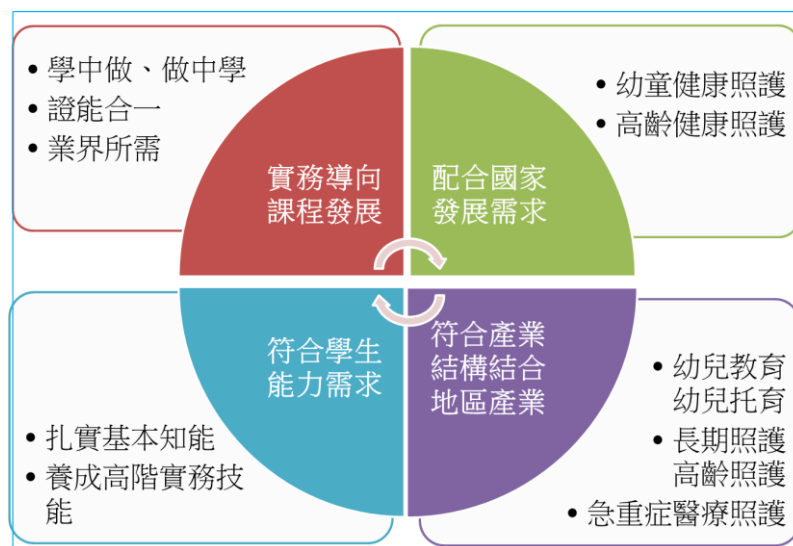 • 學中做、做中學
• 證能合一
• 業界所需
實務導向
課程發展
配合國家
發展需求
• 幼童健康照護
• 高齡健康照護
符合學生
能力需求
• 扎實基本知能
• 養成高階實務技
能
符合產業
結構結合
地區產業
• 幼兒教育
幼兒托育
• 長期照護
高齡照護
• 急重症醫療照護